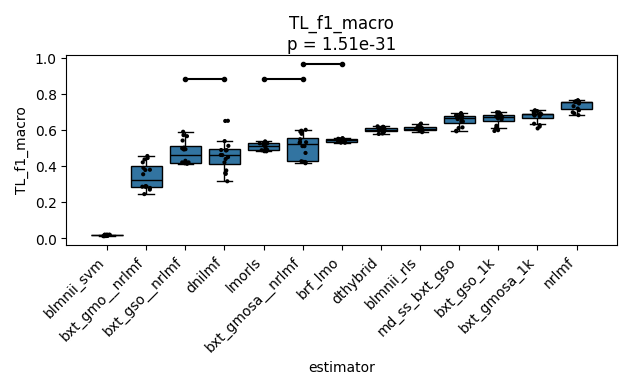 TL_f1_macro
p = 1.51e-31
TL_f1_macro
1.0
0.8
0.6
0.4
0.2
0.0
blmnii_svm
bxt_gmo__nrlmf
bxt_gso__nrlmf
dnilmf
lmorls
bxt_gmosa__nrlmf
brf_lmo
dthybrid
blmnii_rls
md_ss_bxt_gso
bxt_gso_1k
bxt_gmosa_1k
nrlmf
estimator